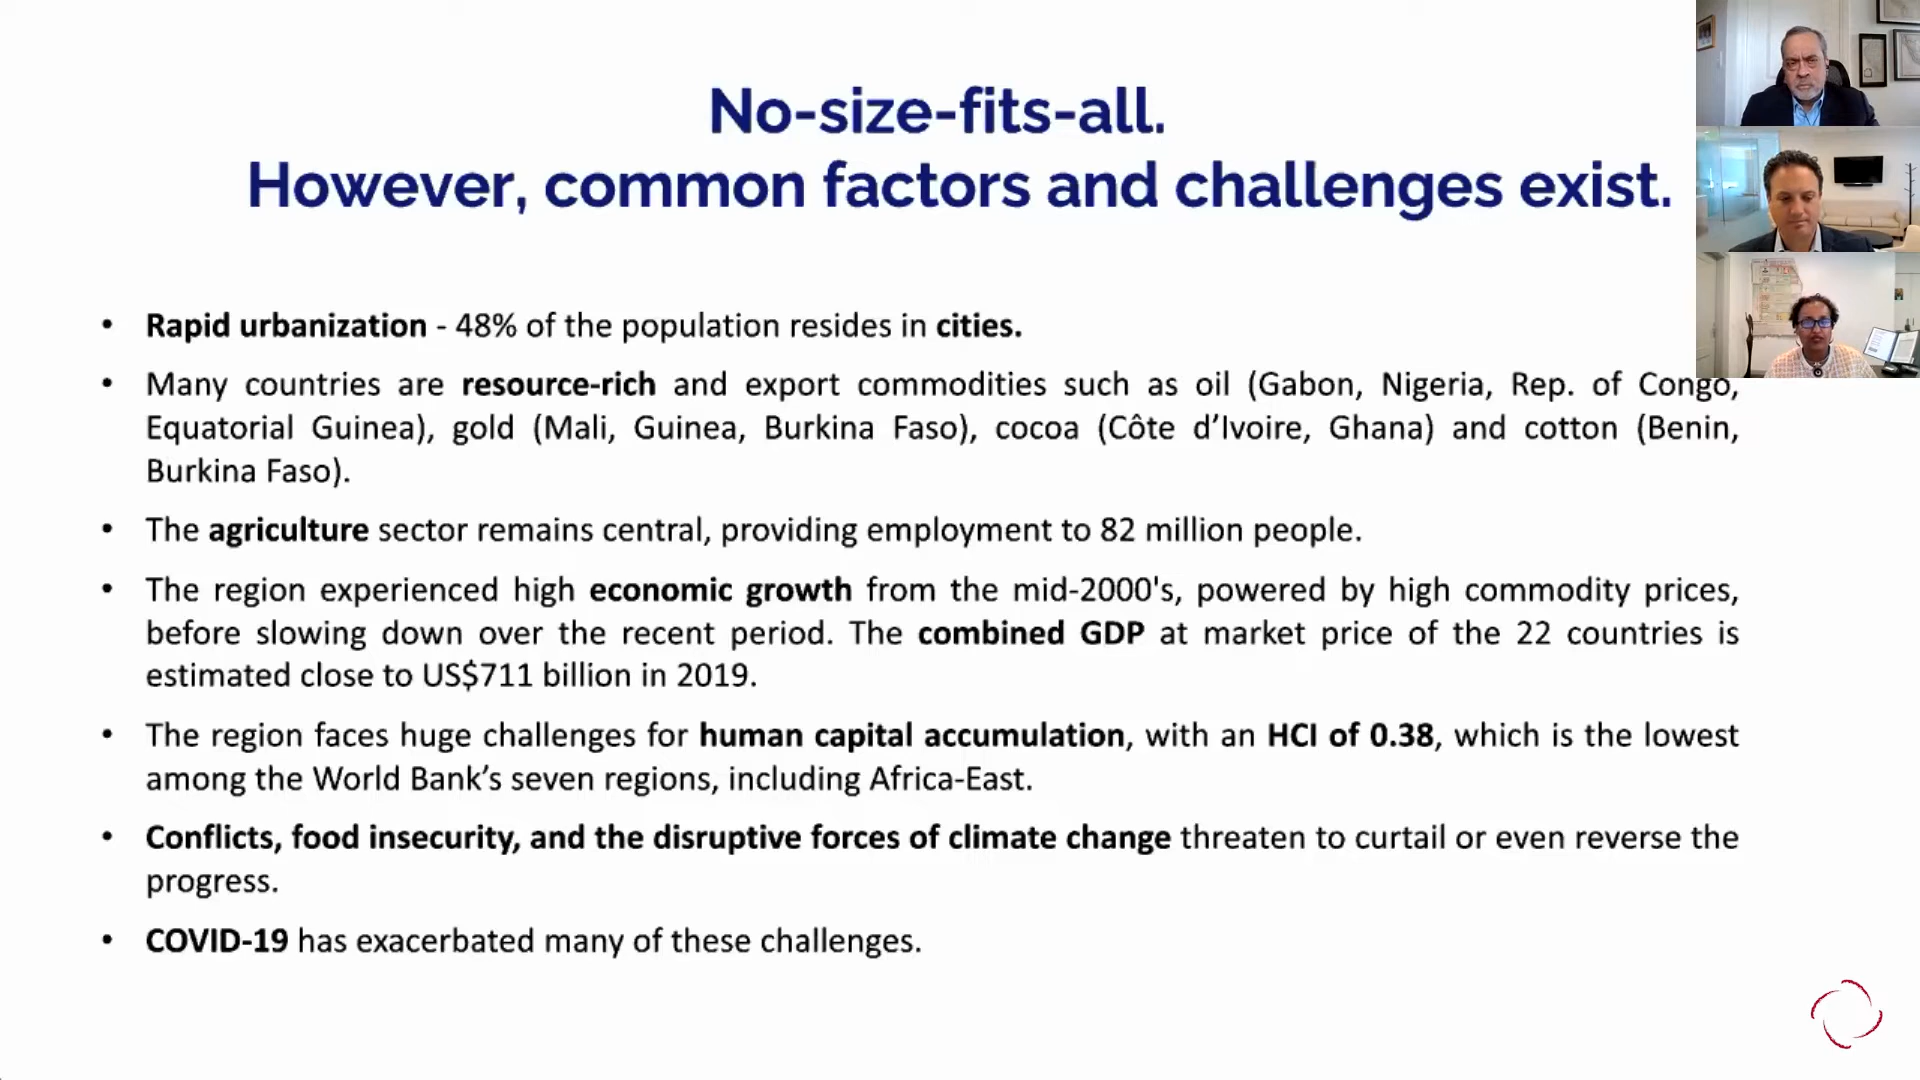 No-size-fits-all.
However, common factors and challenges exist.
• Rapid urbanization - 48% of the population resides in cities.
• Many countries are resource-rich and export commodities such as oil (Gabon, Nigeria, Rep. of Congo,
Equatorial Guinea), gold (Mali, Guinea, Burkina Faso), cocoa (Côte d’Ivoire, Ghana) and cotton (Benin,
Burkina Faso).
• The agriculture sector remains central, providing employment to 82 million people.
• The region experienced high economic growth from the mid-2000's, powered by high commodity prices,
before slowing down over the recent period. The combined GDP at market price of the 22 countries is
estimated close to US$711 billion in 2019.
• The region faces huge challenges for human capital accumulation, with an HCI of 0.38, which is the lowest
among the World Bank’s seven regions, including Africa-East.
• Conflicts, food insecurity, and the disruptive forces of climate change threaten to curtail or even reverse the
progress.
• COVID-19 has exacerbated many of these challenges.